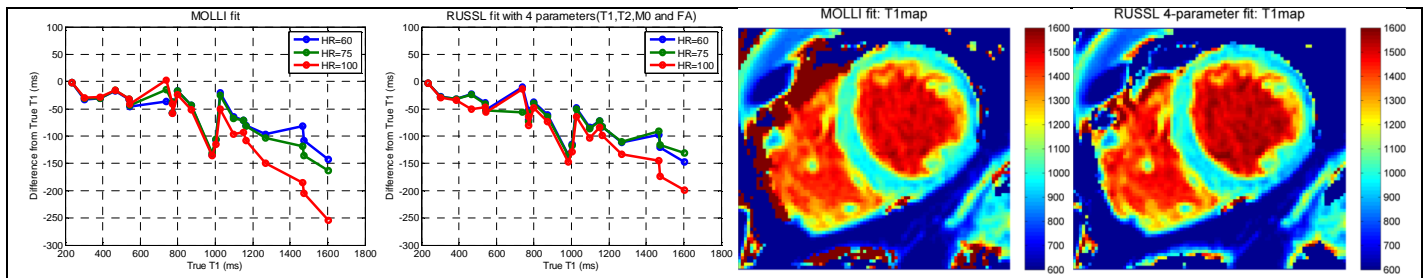 MOLLI fit
100
50
0
-50
-100
-150
-200
-250
-300
Difference from True T1 (ms)
HR=60
HR=75
HR=100
200 400 600 800 1000 1200 1400 1600 1800
True T1 (ms)
RUSSL fit with 4 parameters(T1,T2,M0 and FA)
100
50
0
-50
-100
-150
-200
-250
-300
HR=60
HR=75
HR=100
200 400 600 800 1000 1200 1400 1600 1800
True T1 (ms)
MOLLI fit: T1map
1600
1500
1400
1300
1200
1100
1000
900
800
700
600
RUSSL 4-parameter fit: T1map
1600
1500
1400
1300
1200
1100
1000
900
800
700
600